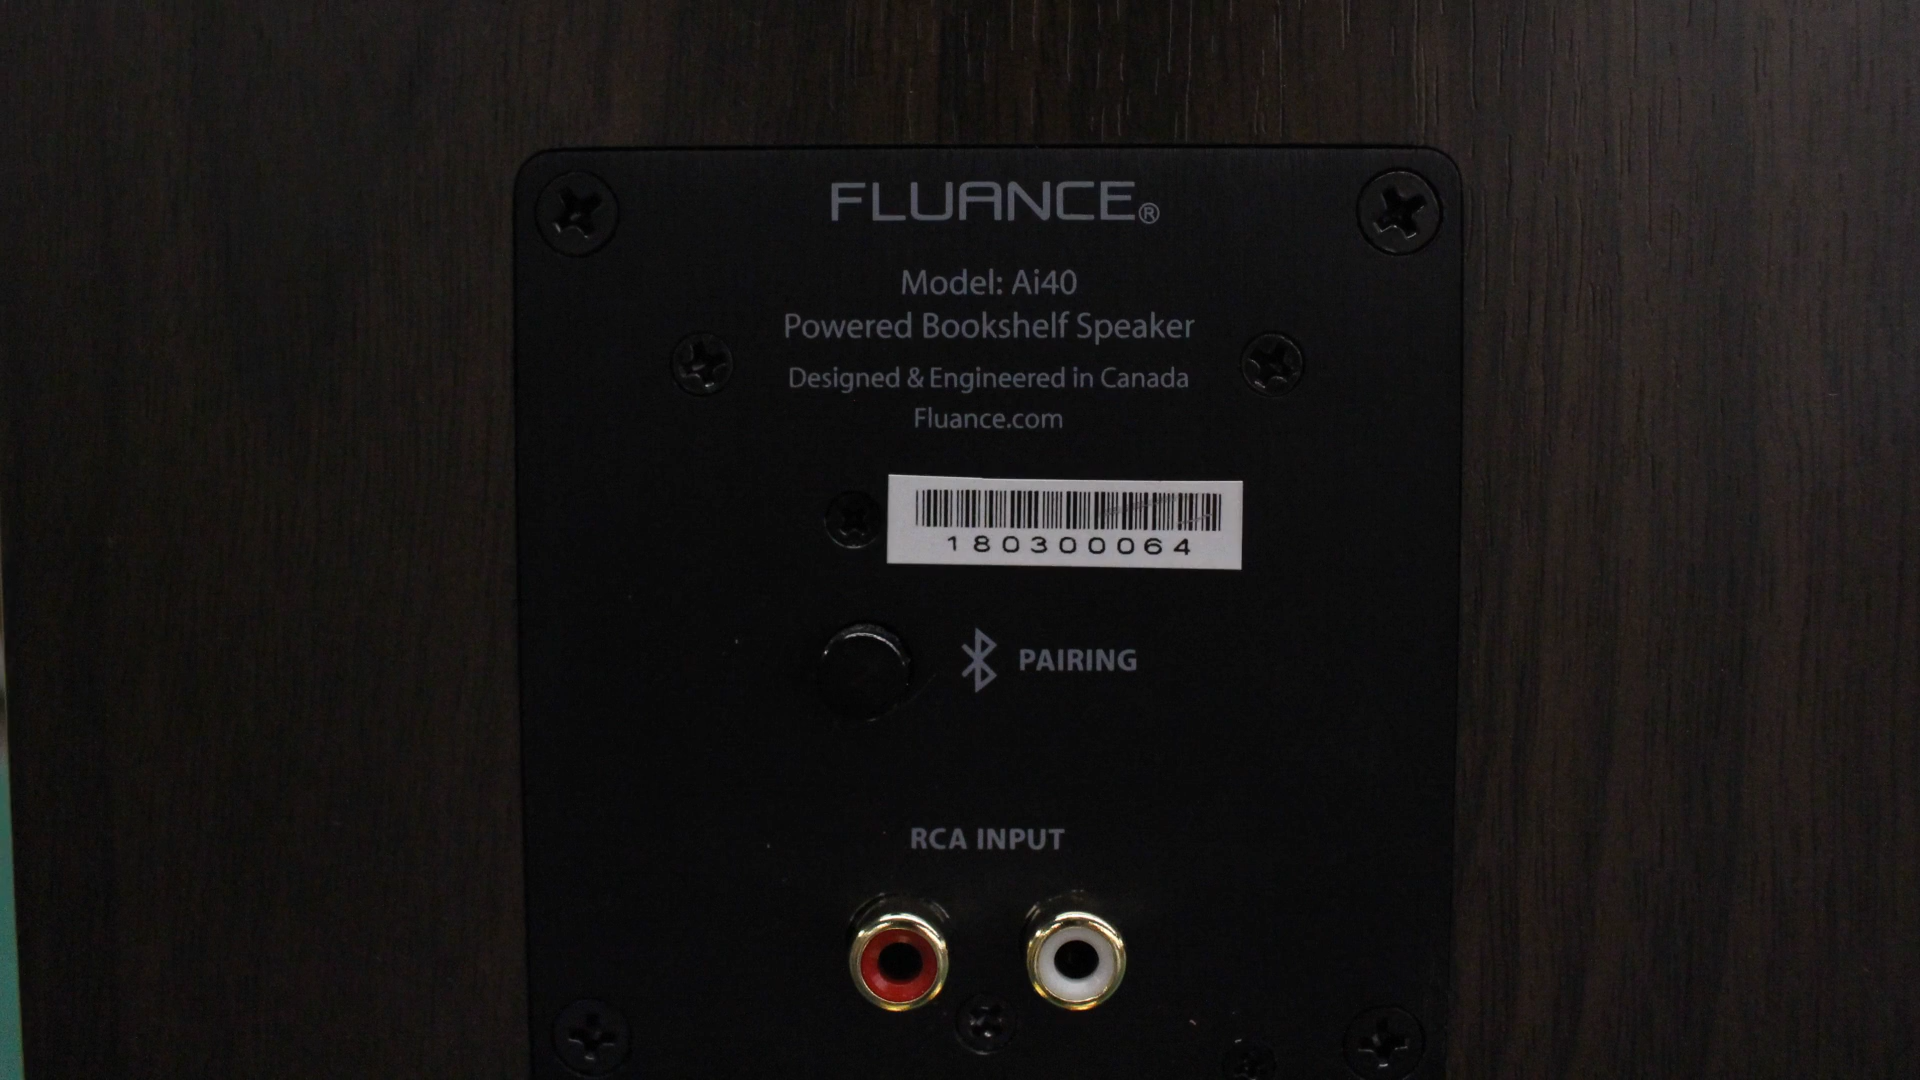 FLUANCE®
Model: Ai40
Powered Bookshelf Speaker
Designed & Engineered in Canada
Fluance.com
180300064
PAIRING
RCA INPUT